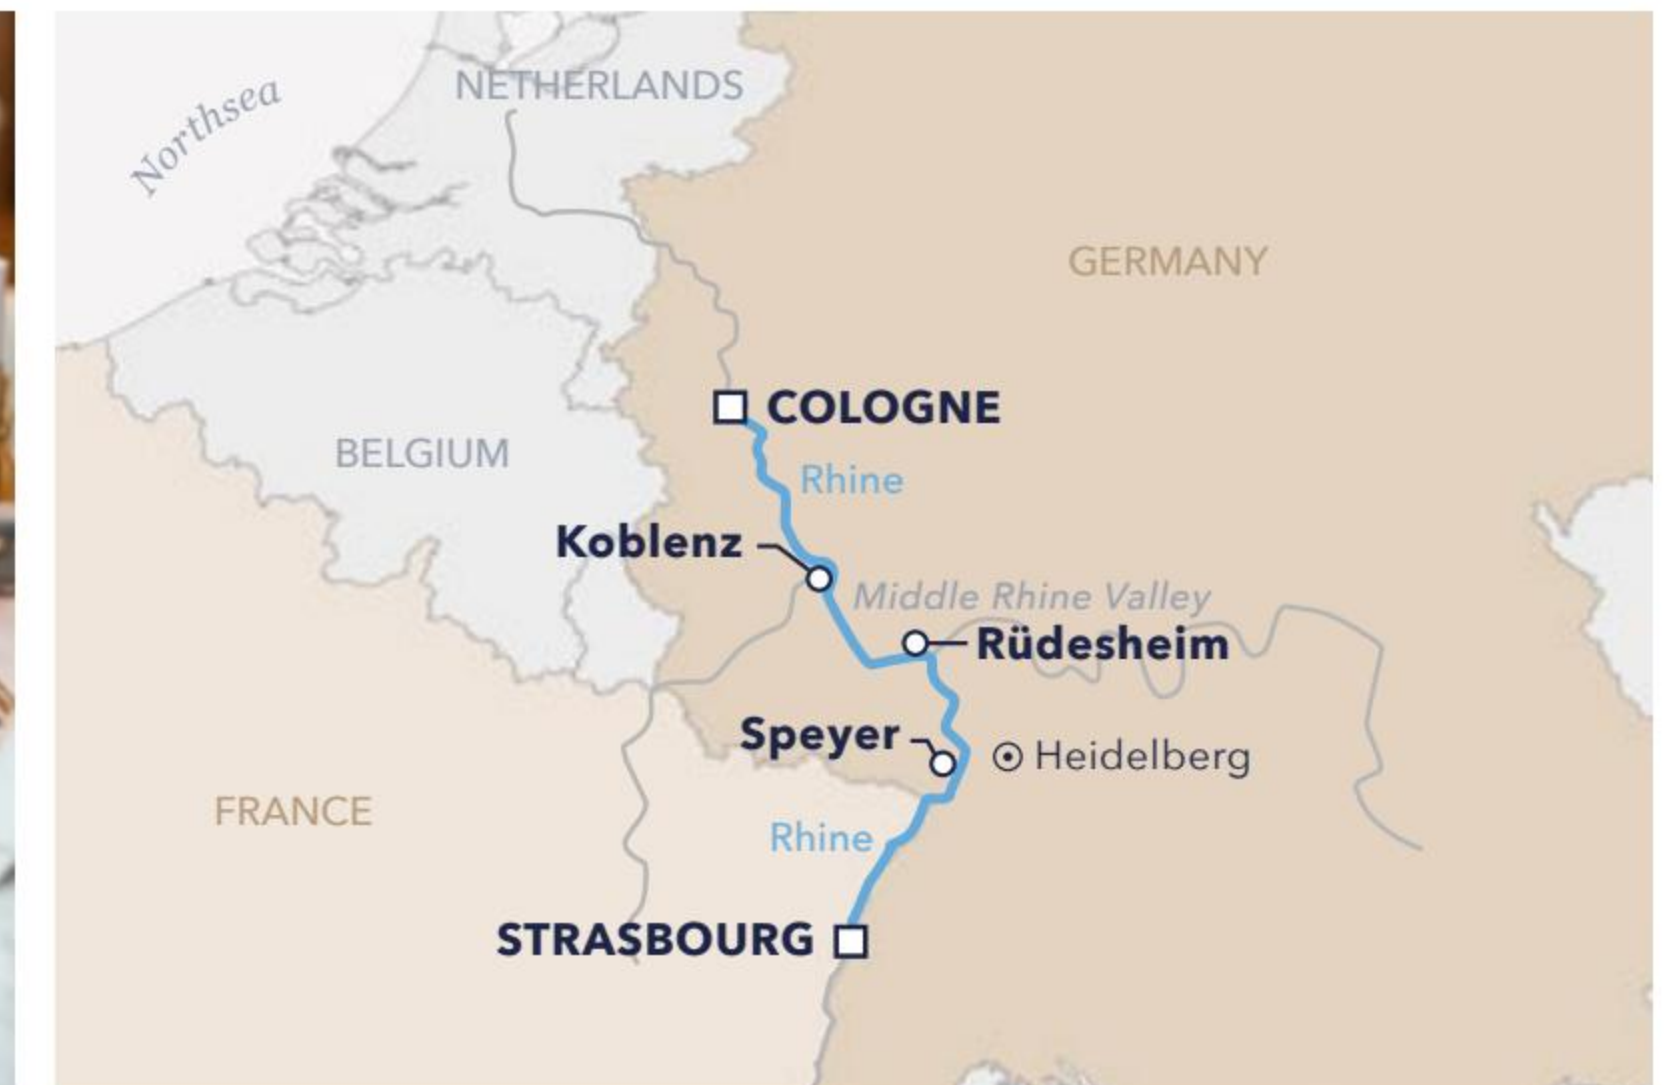 NETHERLANDS
Northsea
GERMANY
COLOGNE
BELGIUM
Rhine
Koblenz
Middle Rhine Valley
Rüdesheim
Speyer
Heidelberg
FRANCE
Rhine
STRASBOURG